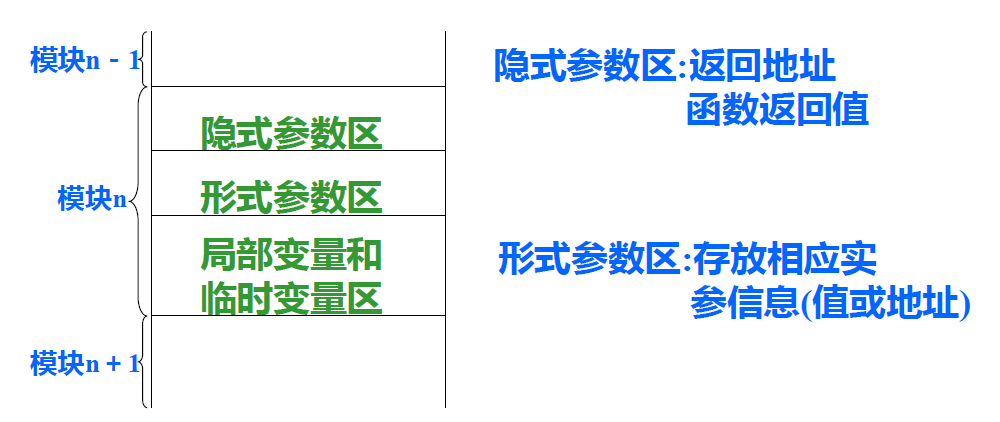 模块n - 1
隐式参数区:返回地址
函数返回值
隐式参数区
模块n
形式参数区
局部变量和
临时变量区
形式参数区:存放相应实
参信息(值或地址)
模块n + 1